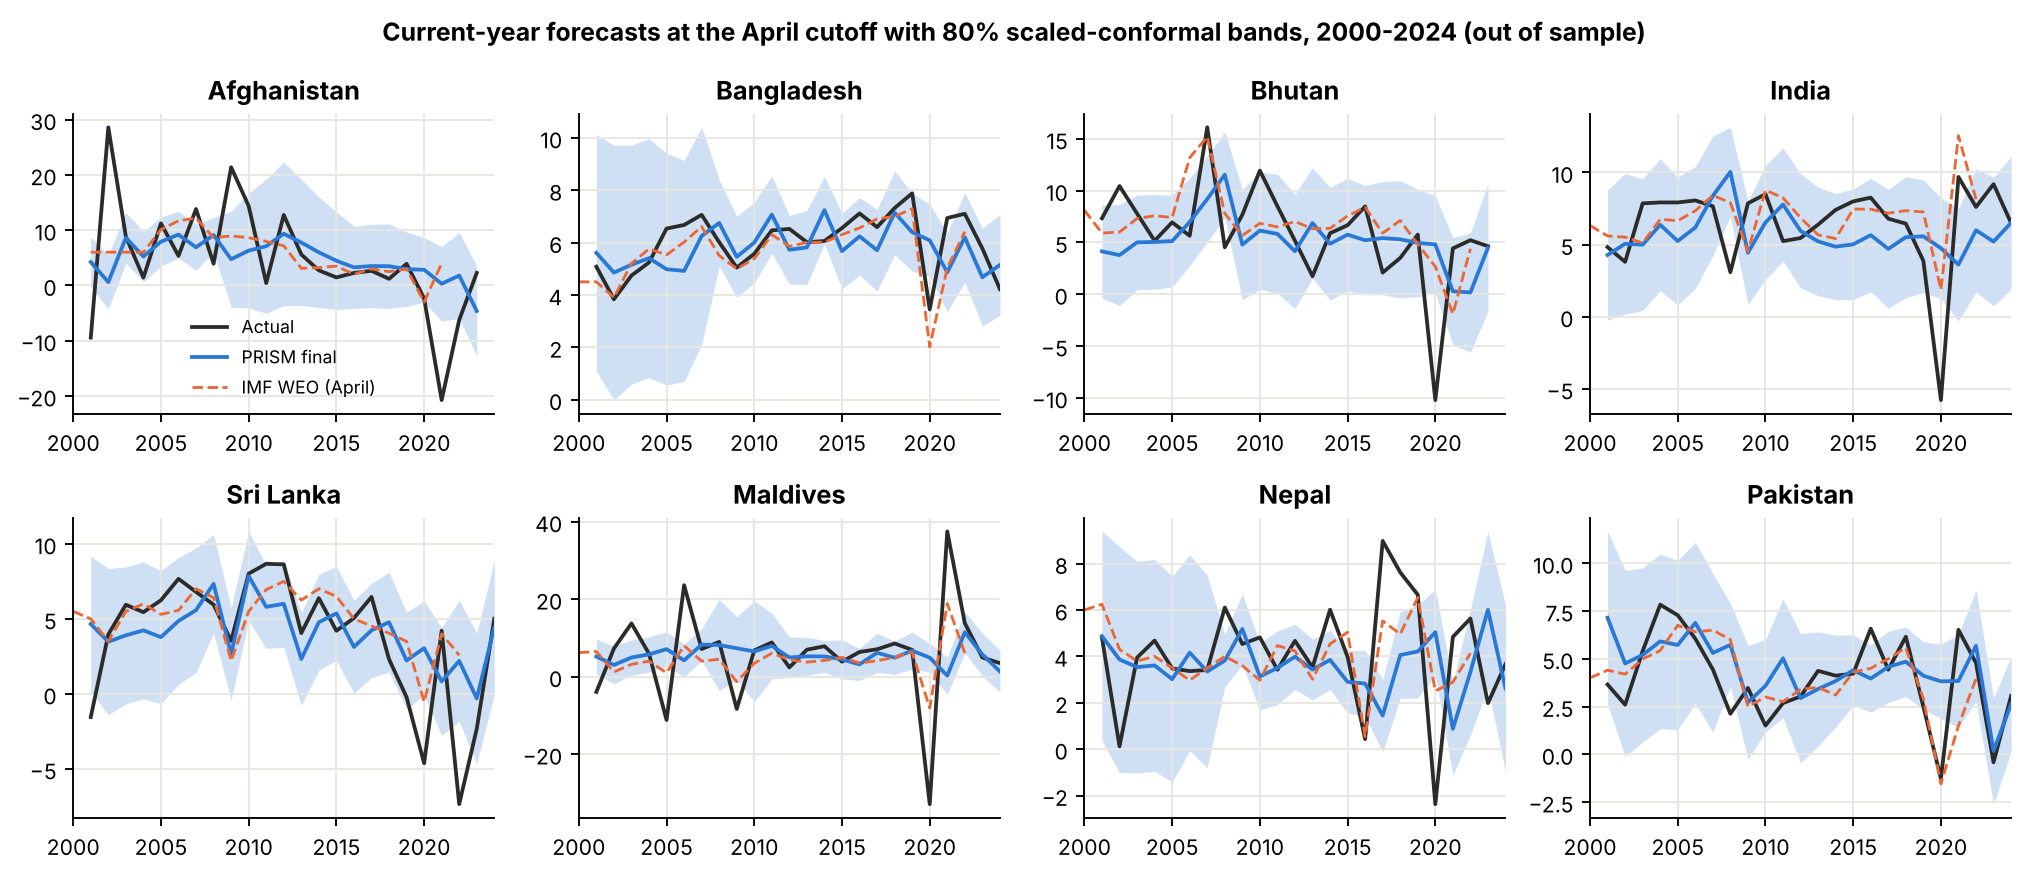 Current-year forecasts at the April cutoff with 80% scaled-conformal bands, 2000-2024 (out of sample)
Afghanistan
30
20
10
0
−10
−20
Actual
PRISM final
IMF WEO (April)
2000 2005 2010 2015 2020
Bangladesh
10
8
6
4
2
0
2000 2005 2010 2015 2020
Bhutan
15
10
5
0
−5
−10
2000 2005 2010 2015 2020
India
10
5
0
−5
2000 2005 2010 2015 2020
Sri Lanka
10
5
0
−5
2000 2005 2010 2015 2020
Maldives
40
20
0
−20
2000 2005 2010 2015 2020
Nepal
8
6
4
2
0
−2
2000 2005 2010 2015 2020
Pakistan
10.0
7.5
5.0
2.5
0.0
−2.5
2000 2005 2010 2015 2020